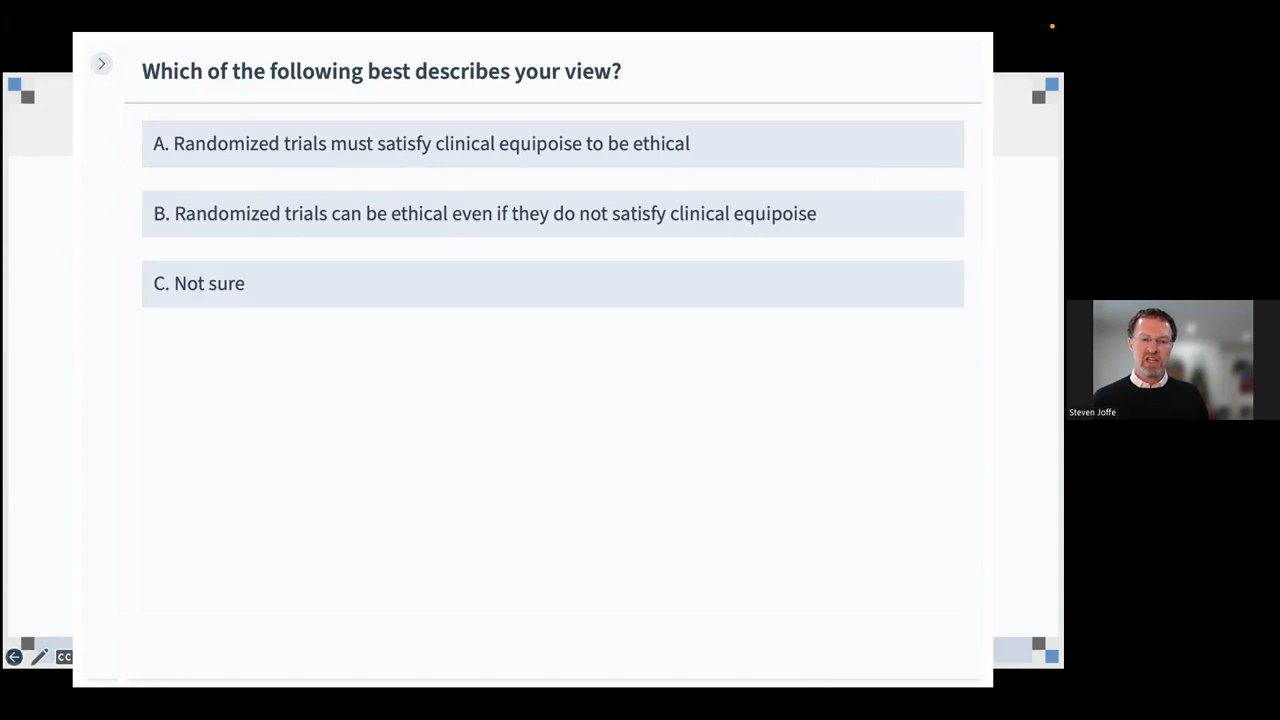 Which of the following best describes your view?
A. Randomized trials must satisfy clinical equipoise to be ethical
B. Randomized trials can be ethical even if they do not satisfy clinical equipoise
C. Not sure
Steven Joffe
CC